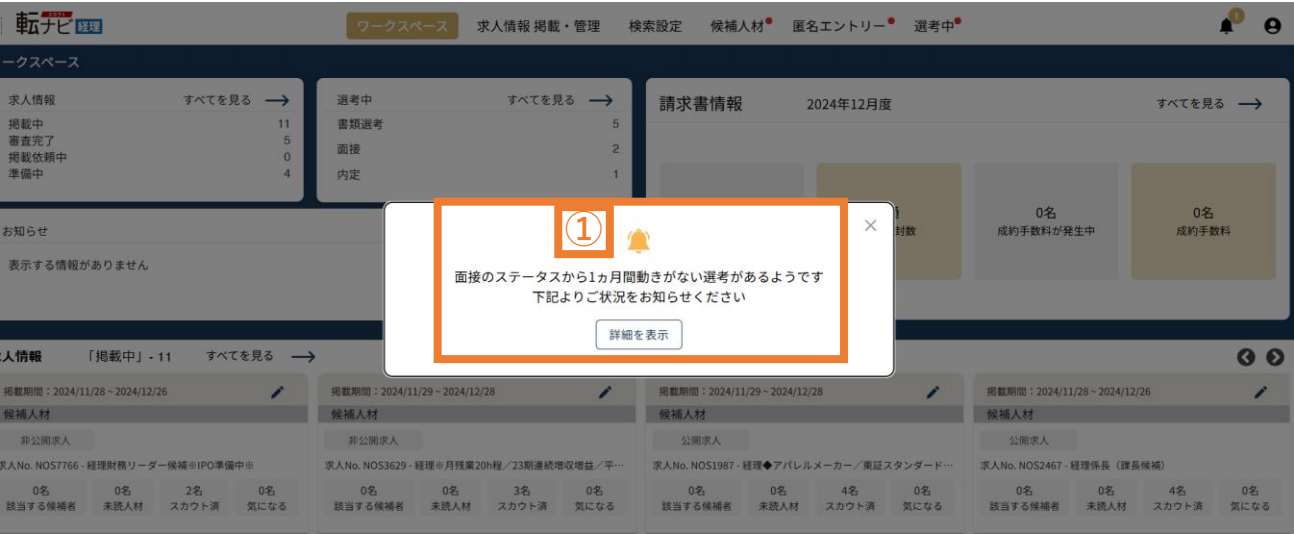 転ナビ 経理
ワークスペース 求人情報 掲載・管理 検索設定 候補人材 匿名エントリー 選考中
ークスペース
求人情報 すべてを見る →
掲載中 11
審査完了 5
掲載依頼中 0
準備中 4
選考中 すべてを見る →
書類選考 5
面接 2
内定 1
請求書情報 2024年12月度 すべてを見る →
封数
0名
成約手数料が発生中
0名
成約手数料
お知らせ
表示する情報がありません
①
面接のステータスから1ヵ月間動きがない選考があるようです
下記よりご状況をお知らせください
詳細を表示
人情報 「掲載中」- 11 すべてを見る →
掲載期間：2024/11/28 ~ 2024/12/26
候補人材
非公開求人
求人No. NOS7766 - 経理財務リーダー候補※IPO準備中※
0名 0名 2名 0名
該当する候補者 未読人材 スカウト済 気になる
掲載期間：2024/11/29 ~ 2024/12/28
候補人材
非公開求人
求人No. NOS3629 - 経理※月残業20h程／23期連続増収増益／平…
0名 0名 3名 0名
該当する候補者 未読人材 スカウト済 気になる
掲載期間：2024/11/29 ~ 2024/12/28
候補人材
公開求人
求人No. NOS1987 - 経理◆アパレルメーカー／東証スタンダード…
0名 0名 4名 0名
該当する候補者 未読人材 スカウト済 気になる
掲載期間：2024/11/28 ~ 2024/12/26
候補人材
公開求人
求人No. NOS2467 - 経理係長（課長候補）
0名 0名 4名 0名
該当する候補者 未読人材 スカウト済 気になる